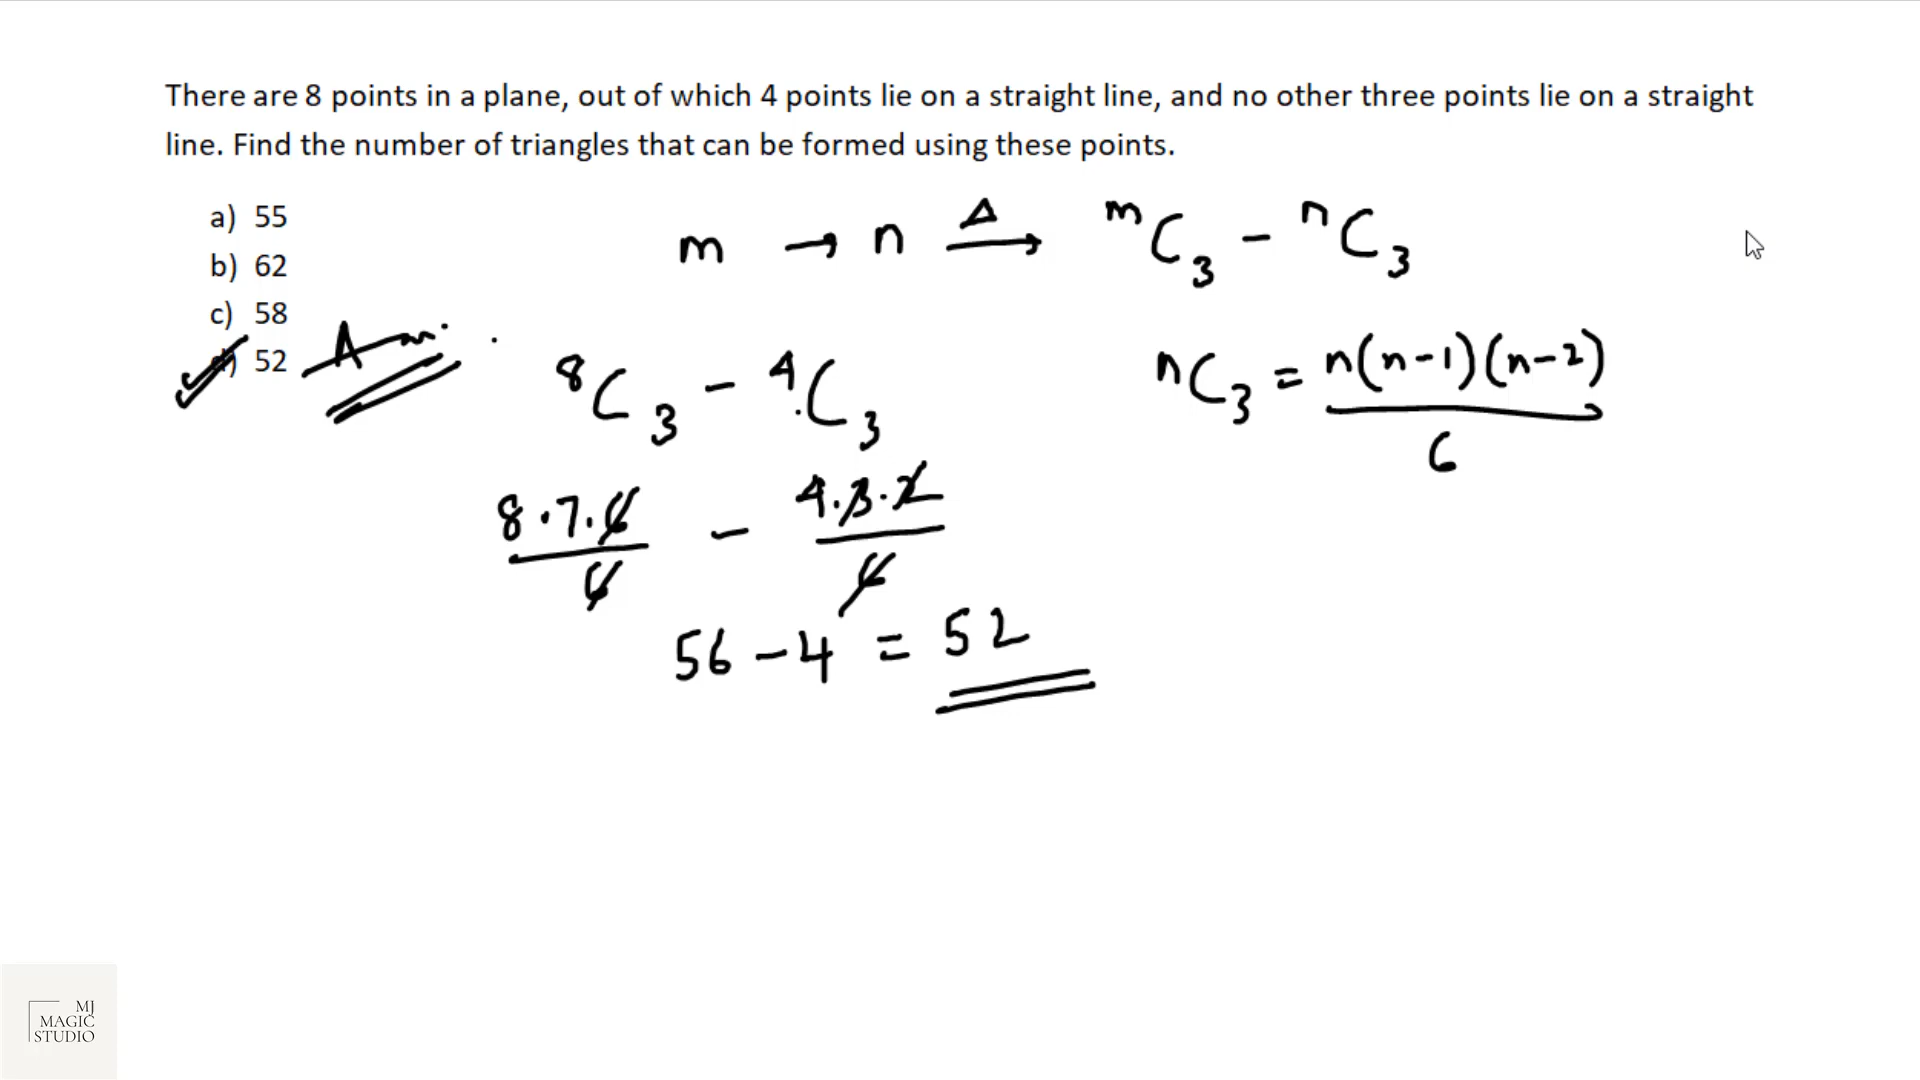 There are 8 points in a plane, out of which 4 points lie on a straight line, and no other three points lie on a straight
line. Find the number of triangles that can be formed using these points.
a) 55
b) 62
c) 58
d) 52 Ans.
m → n Δ→ ᵐC₃ − ⁿC₃
⁸C₃ − ⁴C₃
ⁿC₃ = n(n−1)(n−2)/6
8·7·6/6 − 4·3·2/6
56 − 4 = 52
MJ
MAGIC
STUDIO